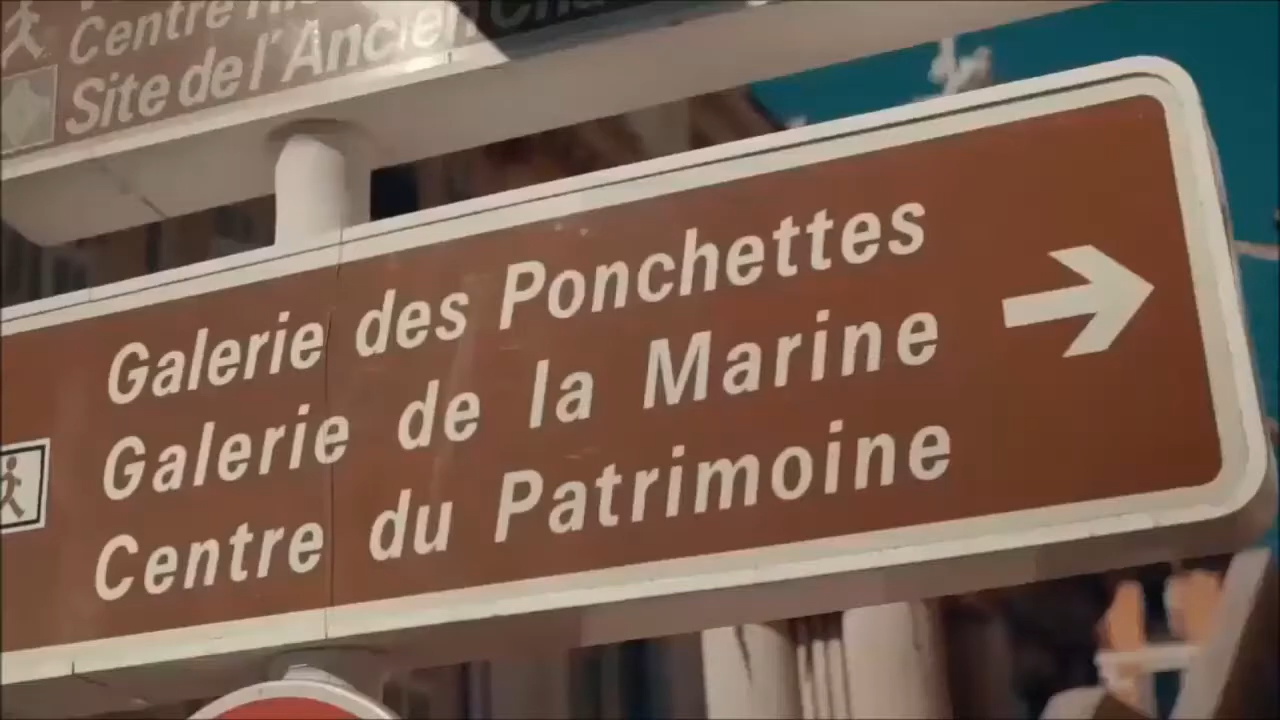 Centre
Site de l'Ancien
Galerie des Ponchettes
Galerie de la Marine
Centre du Patrimoine